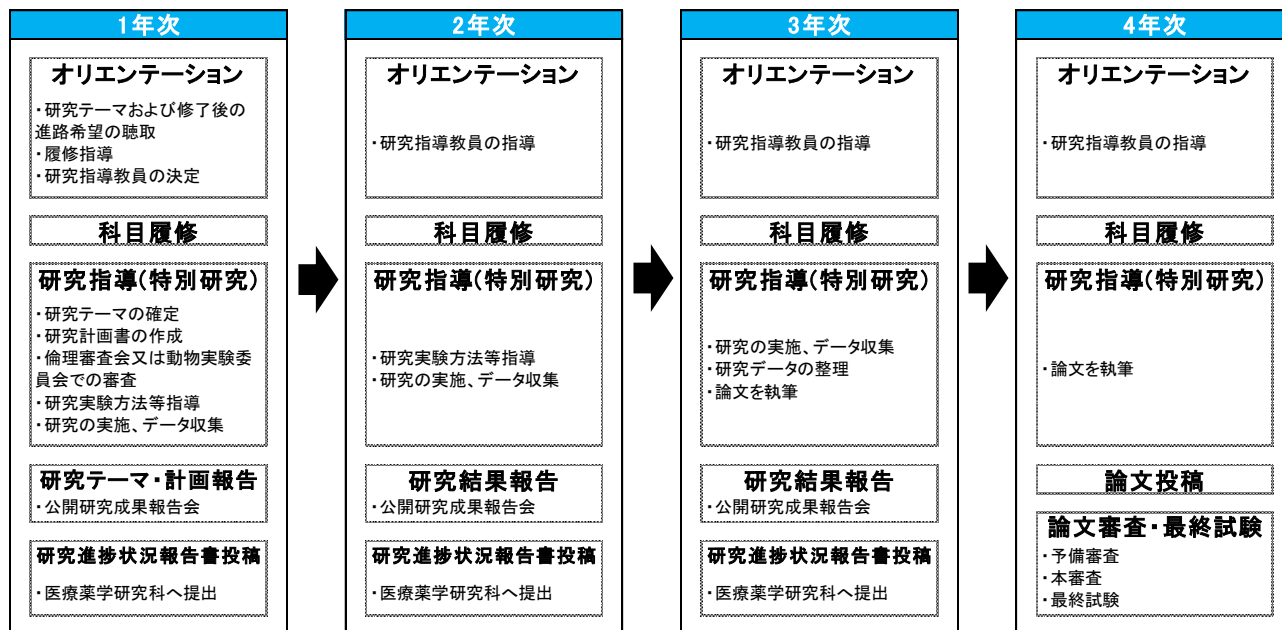 1年次
オリエンテーション
・研究テーマおよび修了後の
進路希望の聴取
・履修指導
・研究指導教員の決定
科目履修
研究指導(特別研究)
・研究テーマの確定
・研究計画書の作成
・倫理審査会又は動物実験委
員会での審査
・研究実験方法等指導
・研究の実施、データ収集
研究テーマ・計画報告
・公開研究成果報告会
研究進捗状況報告書投稿
・医療薬学研究科へ提出
2年次
オリエンテーション
・研究指導教員の指導
科目履修
研究指導(特別研究)
・研究実験方法等指導
・研究の実施、データ収集
研究結果報告
・公開研究成果報告会
研究進捗状況報告書投稿
・医療薬学研究科へ提出
3年次
オリエンテーション
・研究指導教員の指導
科目履修
研究指導(特別研究)
・研究の実施、データ収集
・研究データの整理
・論文を執筆
研究結果報告
・公開研究成果報告会
研究進捗状況報告書投稿
・医療薬学研究科へ提出
4年次
オリエンテーション
・研究指導教員の指導
科目履修
研究指導(特別研究)
・論文を執筆
論文投稿
論文審査・最終試験
・予備審査
・本審査
・最終試験